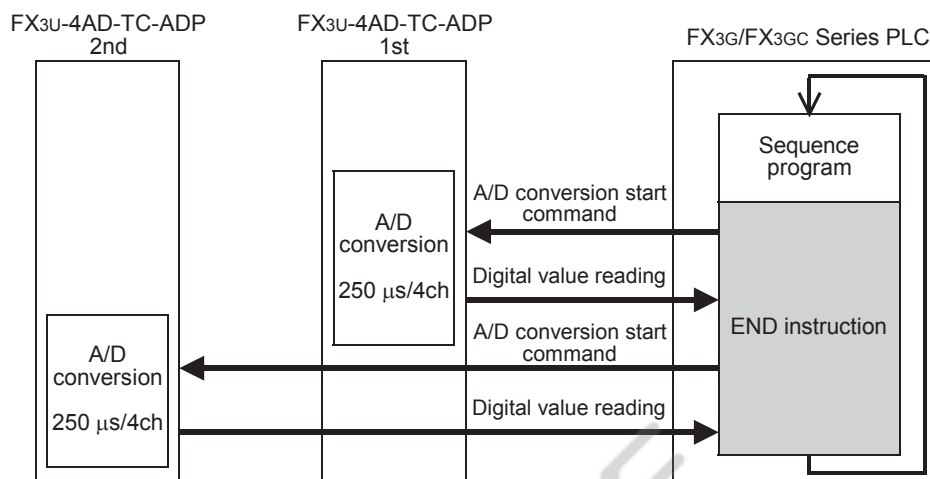 FX3U-4AD-TC-ADP
2nd
FX3U-4AD-TC-ADP
1st
FX3G/FX3GC Series PLC
Sequence
program
A/D conversion start
command
A/D
conversion
250 μs/4ch
Digital value reading
A/D conversion start
command
END instruction
A/D
conversion
250 μs/4ch
Digital value reading